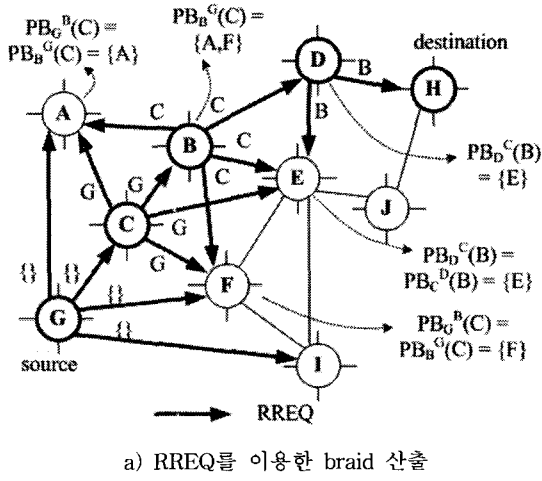 PB_G^B(C) =
PB_B^G(C) = {A}
PB_B^G(C) =
{A,F}
destination
D
B
H
A
C
C
B
B
C
C
E
PB_D^C(B)
= {E}
G
G
C
G
J
G
{}
{}
{}
F
PB_D^C(B) =
PB_C^D(B) = {E}
G
{}
PB_G^B(C) =
PB_B^G(C) = {F}
source
I
RREQ
a) RREQ를 이용한 braid 산출